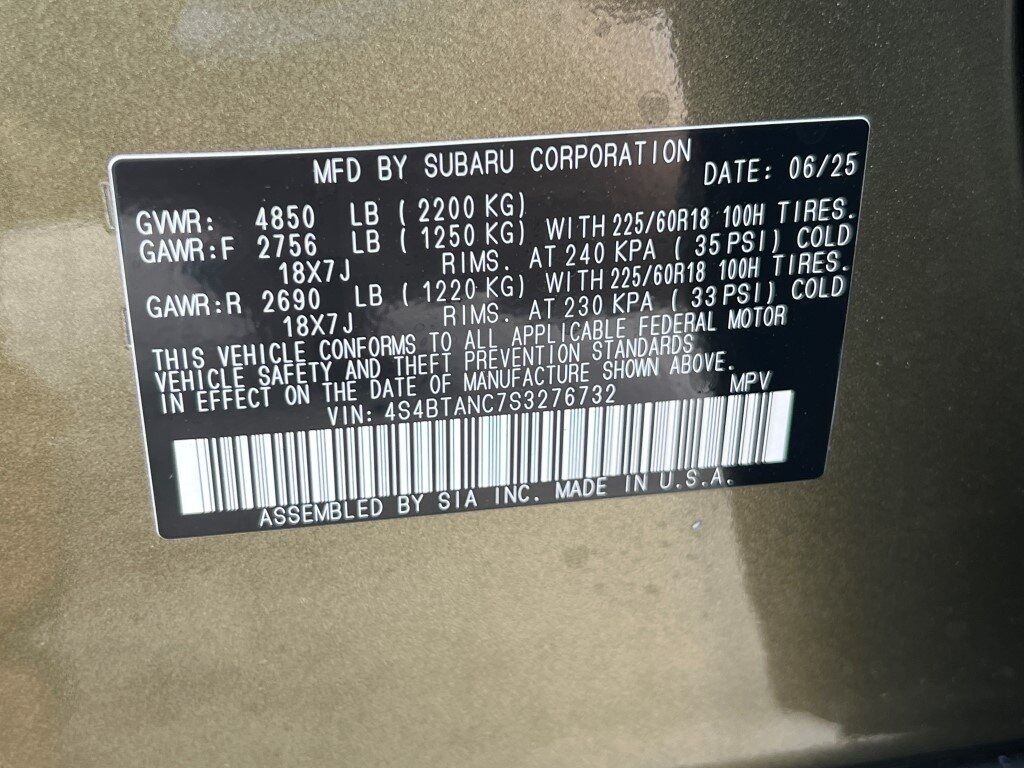 MFD BY SUBARU CORPORATION DATE: 06/25
GVWR: 4850 LB ( 2200 KG)
GAWR:F 2756 LB ( 1250 KG) WITH 225/60R18 100H TIRES.
18X7J RIMS. AT 240 KPA ( 35 PSI) COLD
GAWR:R 2690 LB ( 1220 KG) WITH 225/60R18 100H TIRES.
18X7J RIMS. AT 230 KPA ( 33 PSI) COLD
THIS VEHICLE CONFORMS TO ALL APPLICABLE FEDERAL MOTOR
VEHICLE SAFETY AND THEFT PREVENTION STANDARDS
IN EFFECT ON THE DATE OF MANUFACTURE SHOWN ABOVE.
VIN: 4S4BTANC7S3276732 MPV
ASSEMBLED BY SIA INC. MADE IN U.S.A.